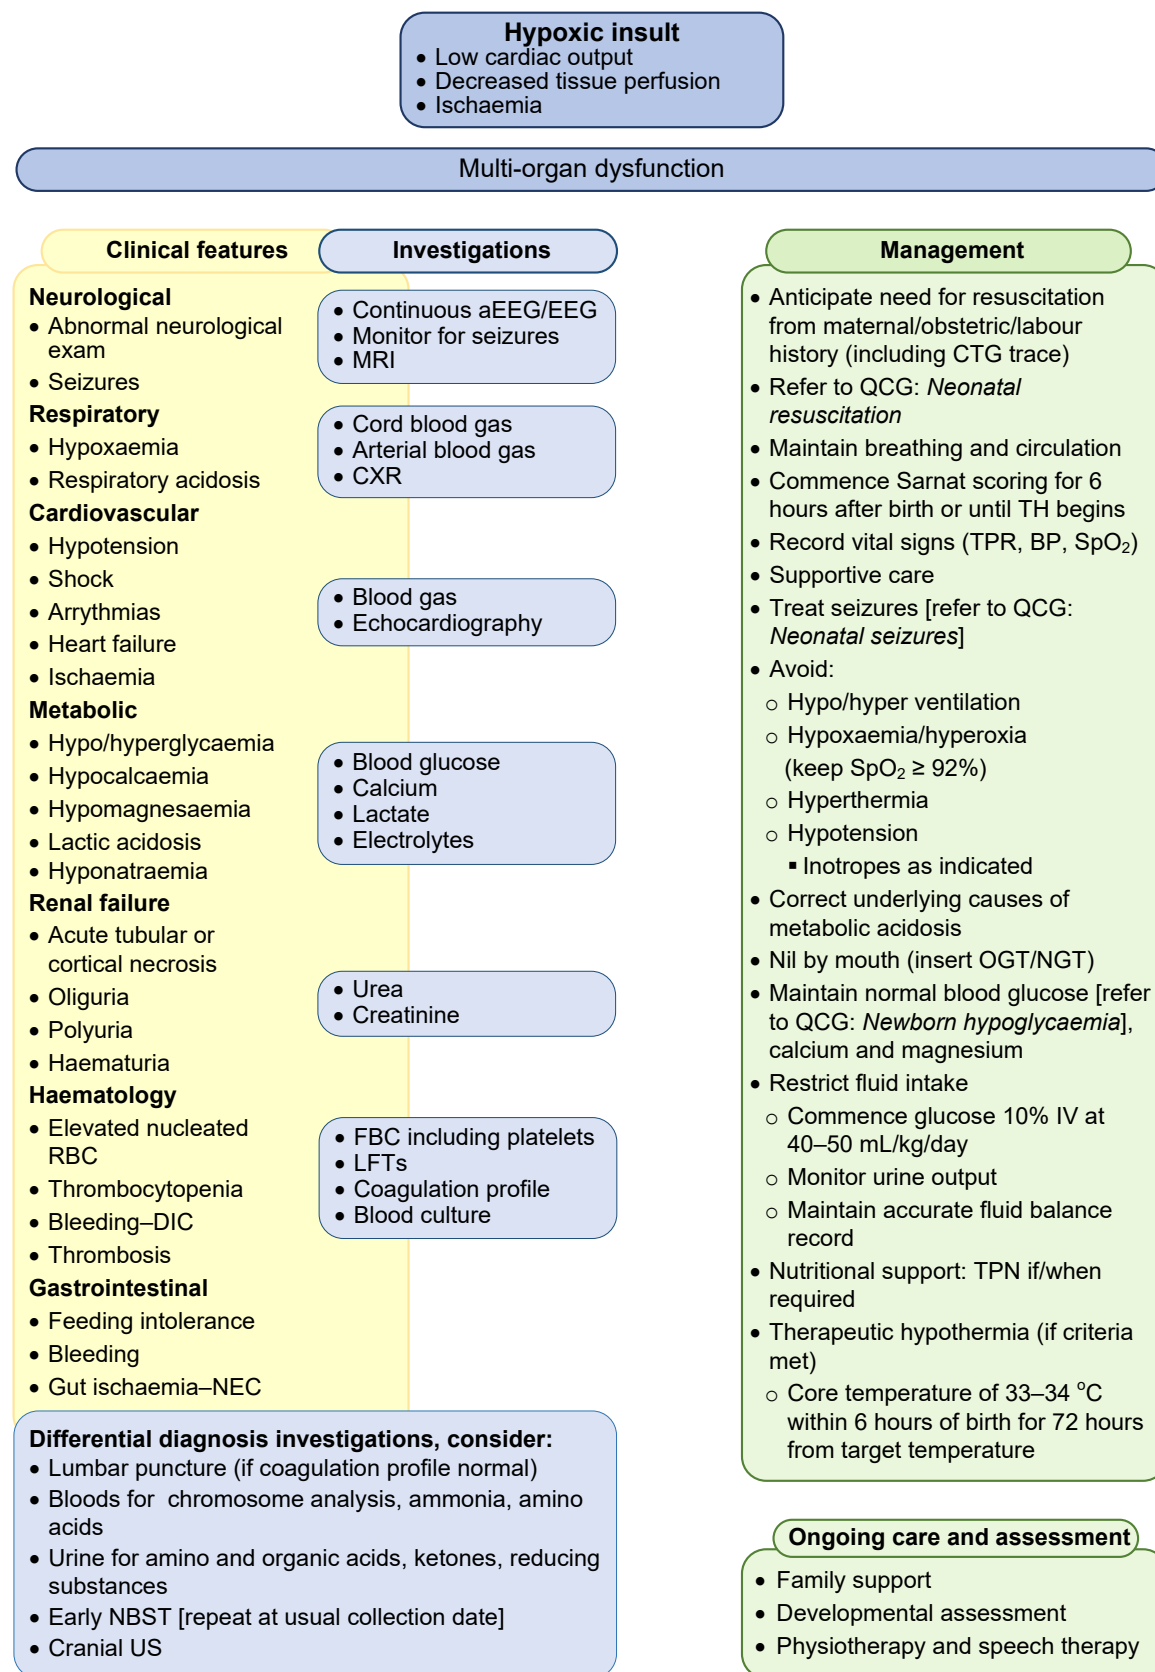 Hypoxic insult
• Low cardiac output
• Decreased tissue perfusion
• Ischaemia
Multi-organ dysfunction
Clinical features
Neurological
• Abnormal neurological
exam
• Seizures
Respiratory
• Hypoxaemia
• Respiratory acidosis
Cardiovascular
• Hypotension
• Shock
• Arrythmias
• Heart failure
• Ischaemia
Metabolic
• Hypo/hyperglycaemia
• Hypocalcaemia
• Hypomagnesaemia
• Lactic acidosis
• Hyponatraemia
Renal failure
• Acute tubular or
cortical necrosis
• Oliguria
• Polyuria
• Haematuria
Haematology
• Elevated nucleated
RBC
• Thrombocytopenia
• Bleeding–DIC
• Thrombosis
Gastrointestinal
• Feeding intolerance
• Bleeding
• Gut ischaemia–NEC
Investigations
• Continuous aEEG/EEG
• Monitor for seizures
• MRI
• Cord blood gas
• Arterial blood gas
• CXR
• Blood gas
• Echocardiography
• Blood glucose
• Calcium
• Lactate
• Electrolytes
• Urea
• Creatinine
• FBC including platelets
• LFTs
• Coagulation profile
• Blood culture
Differential diagnosis investigations, consider:
• Lumbar puncture (if coagulation profile normal)
• Bloods for chromosome analysis, ammonia, amino
acids
• Urine for amino and organic acids, ketones, reducing
substances
• Early NBST [repeat at usual collection date]
• Cranial US
Management
• Anticipate need for resuscitation
from maternal/obstetric/labour
history (including CTG trace)
• Refer to QCG: Neonatal
resuscitation
• Maintain breathing and circulation
• Commence Sarnat scoring for 6
hours after birth or until TH begins
• Record vital signs (TPR, BP, SpO₂)
• Supportive care
• Treat seizures [refer to QCG:
Neonatal seizures]
• Avoid:
o Hypo/hyper ventilation
o Hypoxaemia/hyperoxia
(keep SpO₂ ≥ 92%)
o Hyperthermia
o Hypotension
▪ Inotropes as indicated
• Correct underlying causes of
metabolic acidosis
• Nil by mouth (insert OGT/NGT)
• Maintain normal blood glucose [refer
to QCG: Newborn hypoglycaemia],
calcium and magnesium
• Restrict fluid intake
o Commence glucose 10% IV at
40–50 mL/kg/day
o Monitor urine output
o Maintain accurate fluid balance
record
• Nutritional support: TPN if/when
required
• Therapeutic hypothermia (if criteria
met)
o Core temperature of 33–34 °C
within 6 hours of birth for 72 hours
from target temperature
Ongoing care and assessment
• Family support
• Developmental assessment
• Physiotherapy and speech therapy